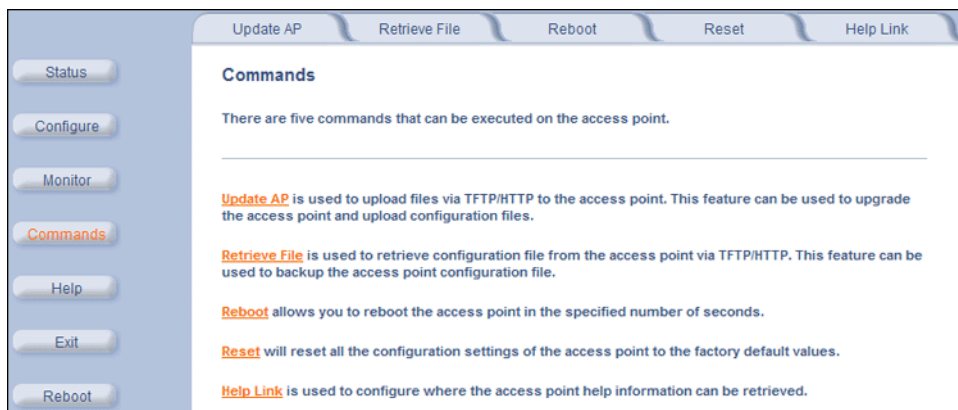 Update AP
Retrieve File
Reboot
Reset
Help Link
Status
Configure
Monitor
Commands
Help
Exit
Reboot
Commands
There are five commands that can be executed on the access point.
Update AP is used to upload files via TFTP/HTTP to the access point. This feature can be used to upgrade
the access point and upload configuration files.
Retrieve File is used to retrieve configuration file from the access point via TFTP/HTTP. This feature can be
used to backup the access point configuration file.
Reboot allows you to reboot the access point in the specified number of seconds.
Reset will reset all the configuration settings of the access point to the factory default values.
Help Link is used to configure where the access point help information can be retrieved.